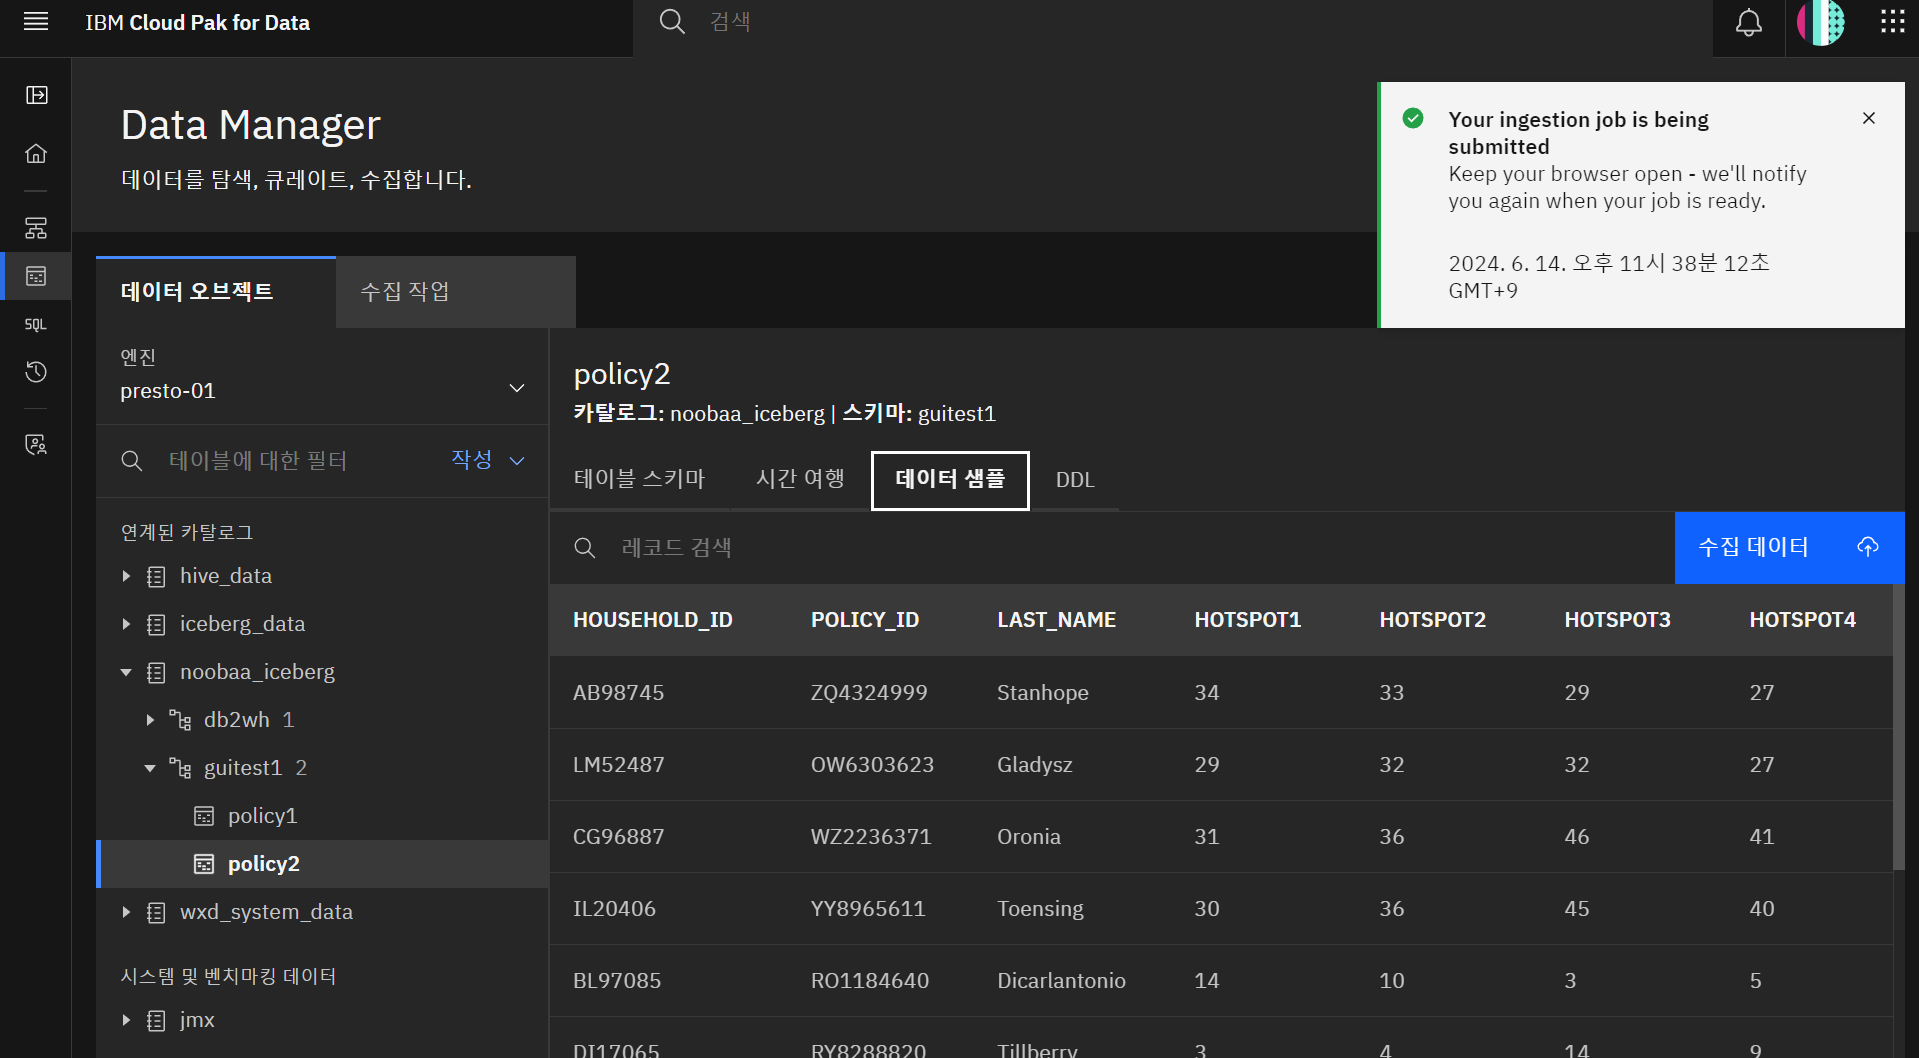 IBM Cloud Pak for Data
검색
Data Manager
데이터를 탐색, 큐레이트, 수집합니다.
Your ingestion job is being
submitted
Keep your browser open - we'll notify
you again when your job is ready.
2024. 6. 14. 오후 11시 38분 12초
GMT+9
데이터 오브젝트
수집 작업
SQL
엔진
presto-01
테이블에 대한 필터
작성
연계된 카탈로그
hive_data
iceberg_data
noobaa_iceberg
db2wh 1
guitest1 2
policy1
policy2
wxd_system_data
시스템 및 벤치마킹 데이터
jmx
policy2
카탈로그: noobaa_iceberg | 스키마: guitest1
테이블 스키마 시간 여행 데이터 샘플 DDL
레코드 검색
수집 데이터
HOUSEHOLD_ID POLICY_ID LAST_NAME HOTSPOT1 HOTSPOT2 HOTSPOT3 HOTSPOT4
AB98745 ZQ4324999 Stanhope 34 33 29 27
LM52487 OW6303623 Gladysz 29 32 32 27
CG96887 WZ2236371 Oronia 31 36 46 41
IL20406 YY8965611 Toensing 30 36 45 40
BL97085 RO1184640 Dicarlantonio 14 10 3 5
DI17065 RY8288820 Tillberry 3 4 14 9